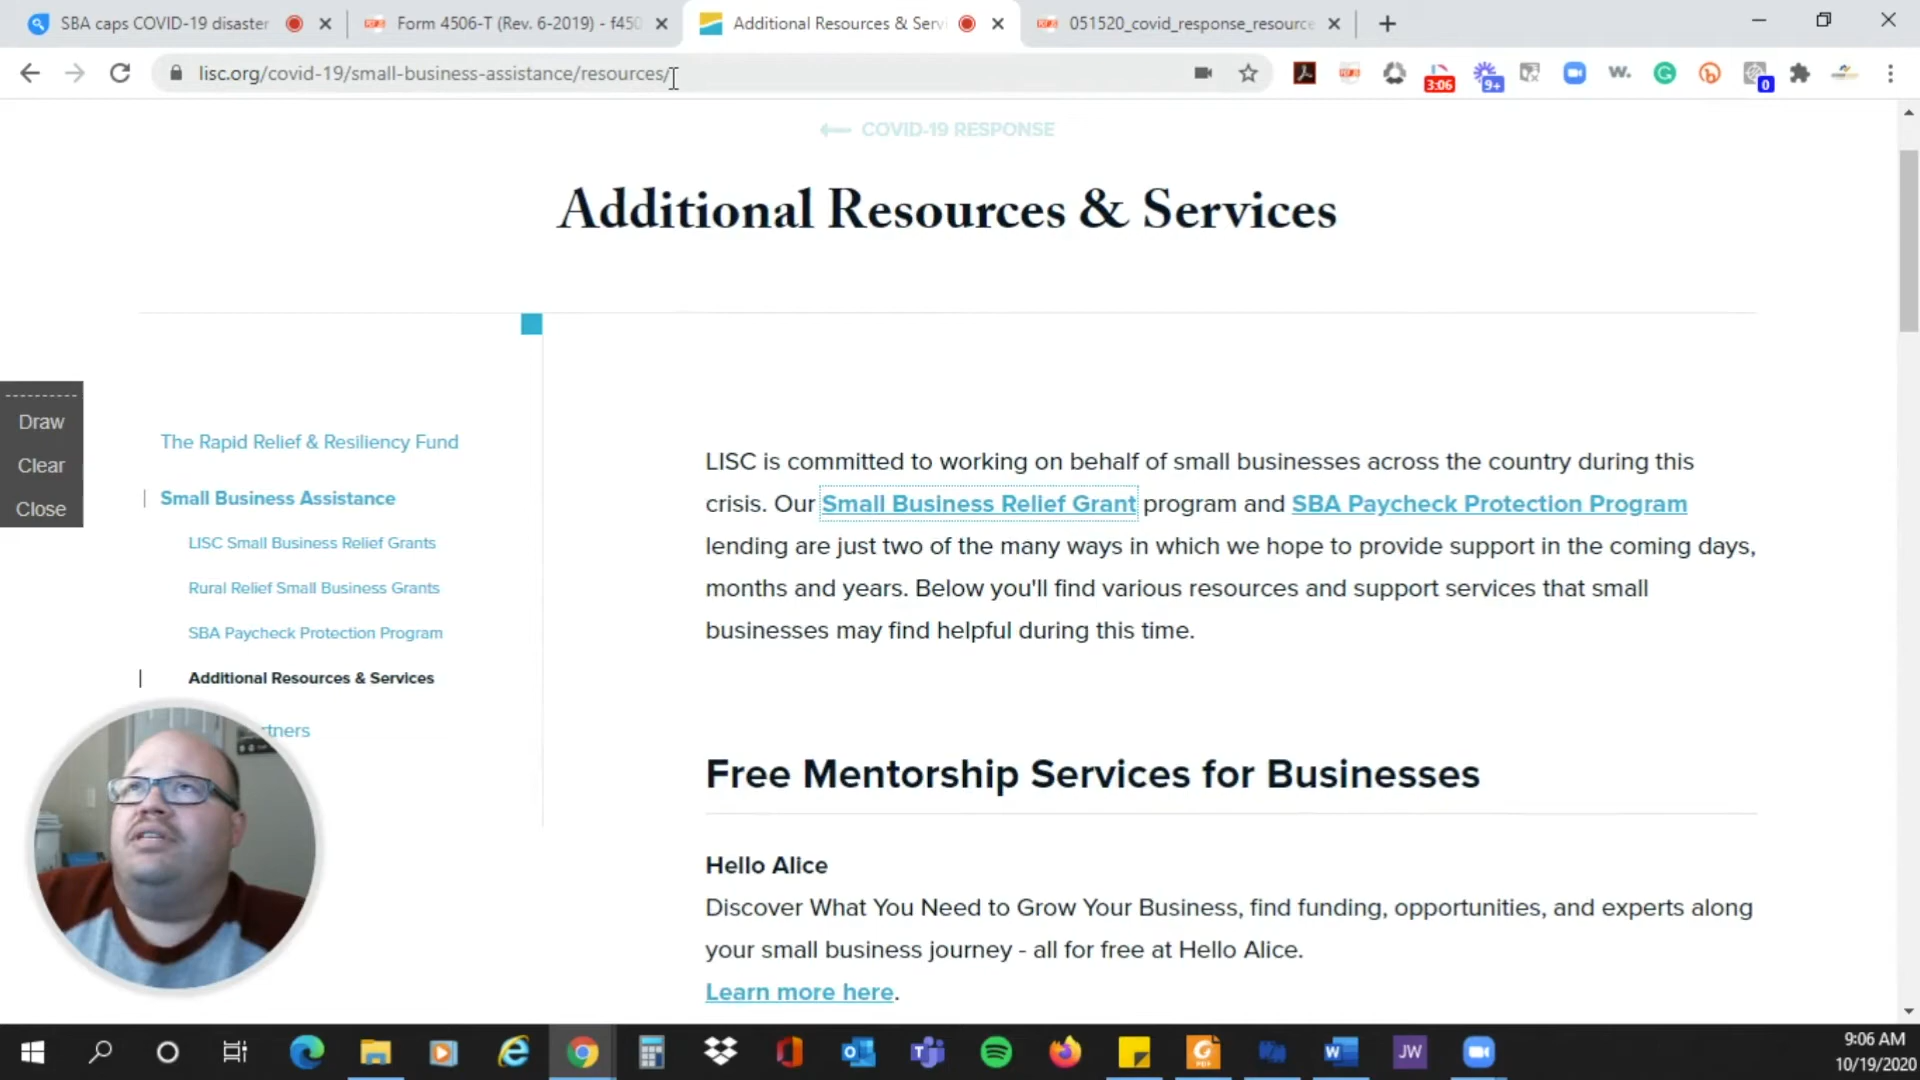 SBA caps COVID-19 disaster
Form 4506-T (Rev. 6-2019) - f450
Additional Resources & Serv
051520_covid_response_resource
lisc.org/covid-19/small-business-assistance/resources/
3:06
9+
w.
0
COVID-19 RESPONSE
Additional Resources & Services
Draw
Clear
Close
The Rapid Relief & Resiliency Fund
Small Business Assistance
LISC Small Business Relief Grants
Rural Relief Small Business Grants
SBA Paycheck Protection Program
Additional Resources & Services
rtners
LISC is committed to working on behalf of small businesses across the country during this
crisis. Our Small Business Relief Grant program and SBA Paycheck Protection Program
lending are just two of the many ways in which we hope to provide support in the coming days,
months and years. Below you'll find various resources and support services that small
businesses may find helpful during this time.
Free Mentorship Services for Businesses
Hello Alice
Discover What You Need to Grow Your Business, find funding, opportunities, and experts along
your small business journey - all for free at Hello Alice.
Learn more here.
JW
9:06 AM
10/19/2020